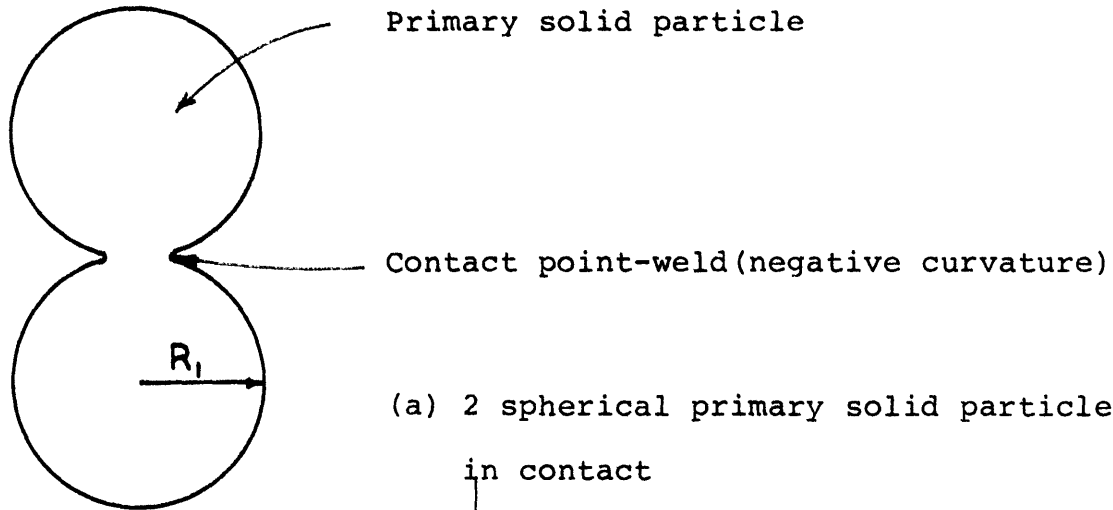 Primary solid particle
Contact point-weld(negative curvature)
R₁
(a) 2 spherical primary solid particle
in contact